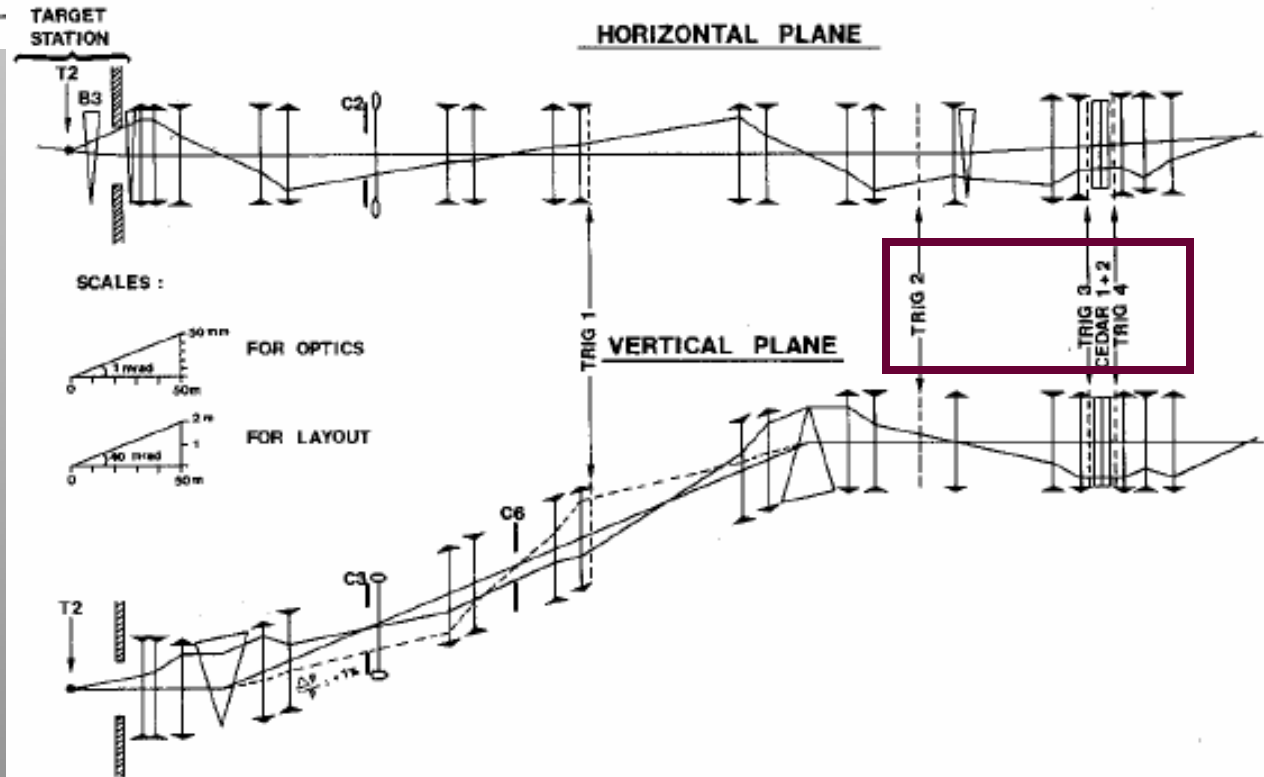 TARGET
STATION
HORIZONTAL PLANE
T2
B3
C2
SCALES :
50 mm
1 mrad
0
50m
FOR OPTICS
2 m
1
40 mrad
0
50m
FOR LAYOUT
TRIG 1
TRIG 2
TRIG 3
CEDAR 1+2
TRIG 4
VERTICAL PLANE
C6
C3
T2